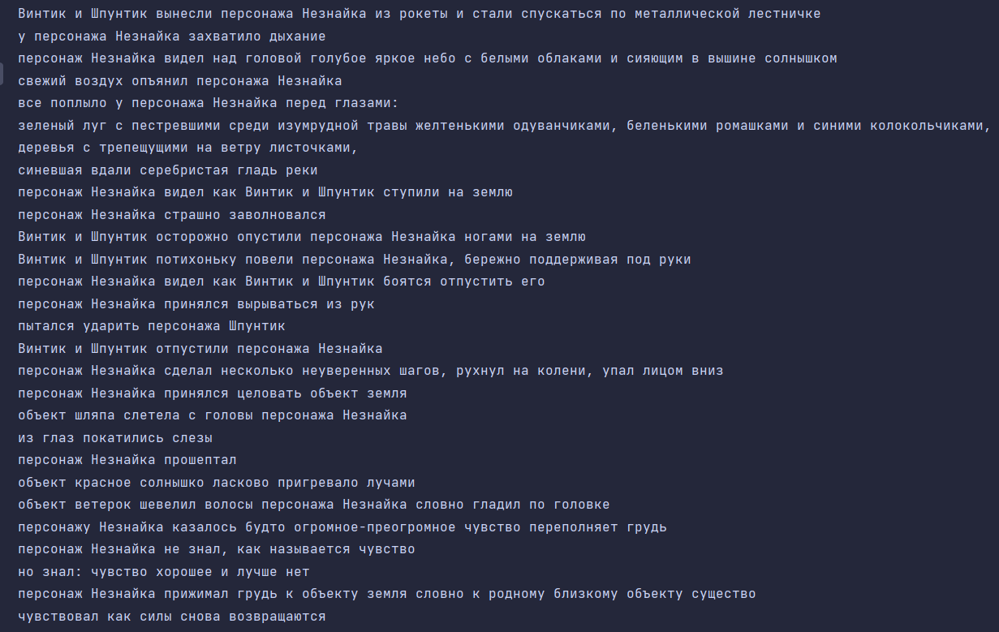 Винтик и Шпунтик вынесли персонажа Незнайка из рокеты и стали спускаться по металлической лестничке
у персонажа Незнайка захватило дыхание
персонаж Незнайка видел над головой голубое яркое небо с белыми облаками и сияющим в вышине солнышком
свежий воздух опъянил персонажа Незнайка
все поплыло у персонажа Незнайка перед глазами:
зеленый луг с пестревшими среди изумрудной травы желтенькими одуванчиками, беленькими ромашками и синими колокольчиками,
деревья с трепещущими на ветру листочками,
синевшая вдали серебристая гладь реки
персонаж Незнайка видел как Винтик и Шпунтик ступили на землю
персонаж Незнайка страшно заволновался
Винтик и Шпунтик осторожно опустили персонажа Незнайка ногами на землю
Винтик и Шпунтик потихоньку повели персонажа Незнайка, бережно поддерживая под руки
персонаж Незнайка видел как Винтик и Шпунтик боятся отпустить его
персонаж Незнайка принялся вырываться из рук
пытался ударить персонажа Шпунтик
Винтик и Шпунтик отпустили персонажа Незнайка
персонаж Незнайка сделал несколько неуверенных шагов, рухнул на колени, упал лицом вниз
персонаж Незнайка принялся целовать объект земля
объект шляпа слетела с головы персонажа Незнайка
из глаз покатились слезы
персонаж Незнайка прошептал
объект красное солнышко ласково пригревало лучами
объект ветерок шевелил волосы персонажа Незнайка словно гладил по головке
персонажу Незнайка казалось будто огромное-преогромное чувство переполняет грудь
персонаж Незнайка не знал, как называется чувство
но знал: чувство хорошее и лучше нет
персонаж Незнайка прижимал грудь к объекту земля словно к родному близкому объекту существо
чувствовал как силы снова возвращаются